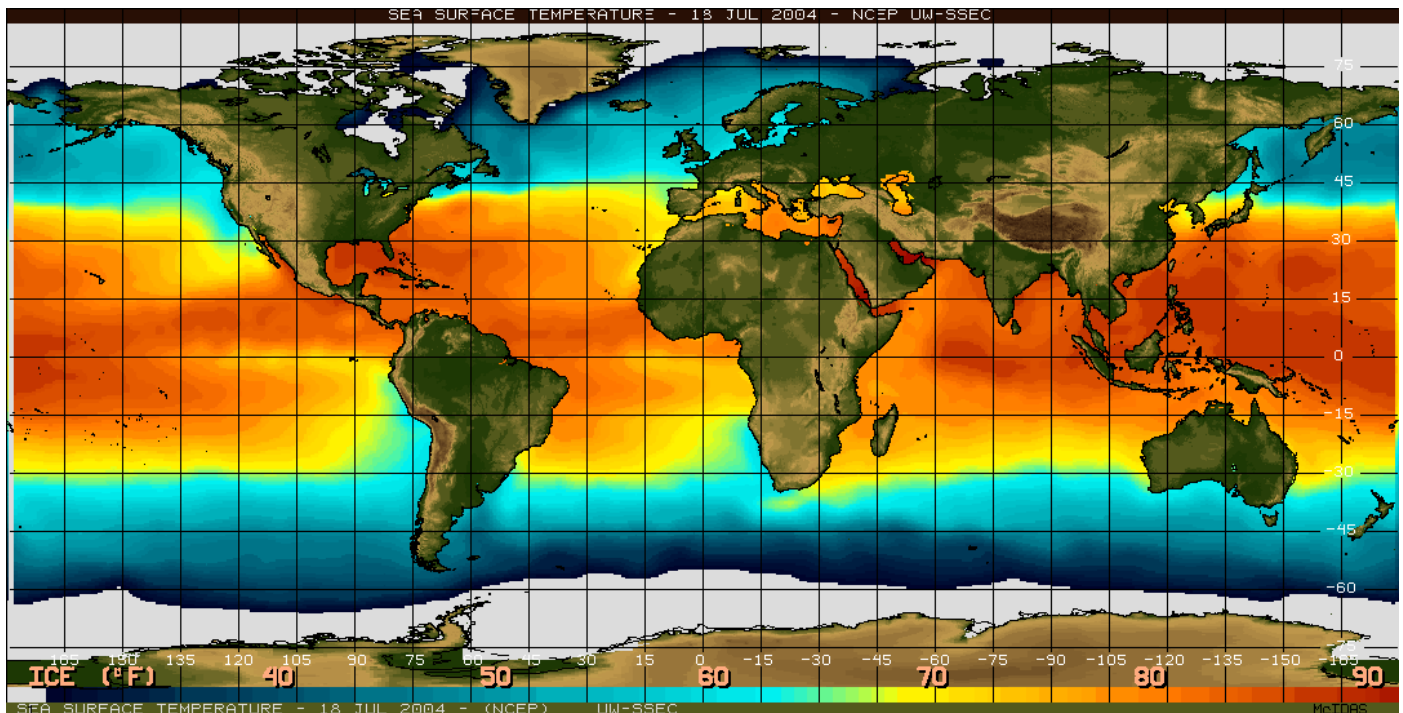 SEA SURFACE TEMPERATURE - 18 JUL 2004 - NCEP UW-SSEC
75
60
45
30
15
0
-15
-30
-45
-60
-75
165 150 135 120 105 90 75 60 45 30 15 0 -15 -30 -45 -60 -75 -90 -105 -120 -135 -150 -165
ICE (°F) 40 50 60 70 80 90
SEA SURFACE TEMPERATURE - 18 JUL 2004 - (NCEP) UW-SSEC McIDAS